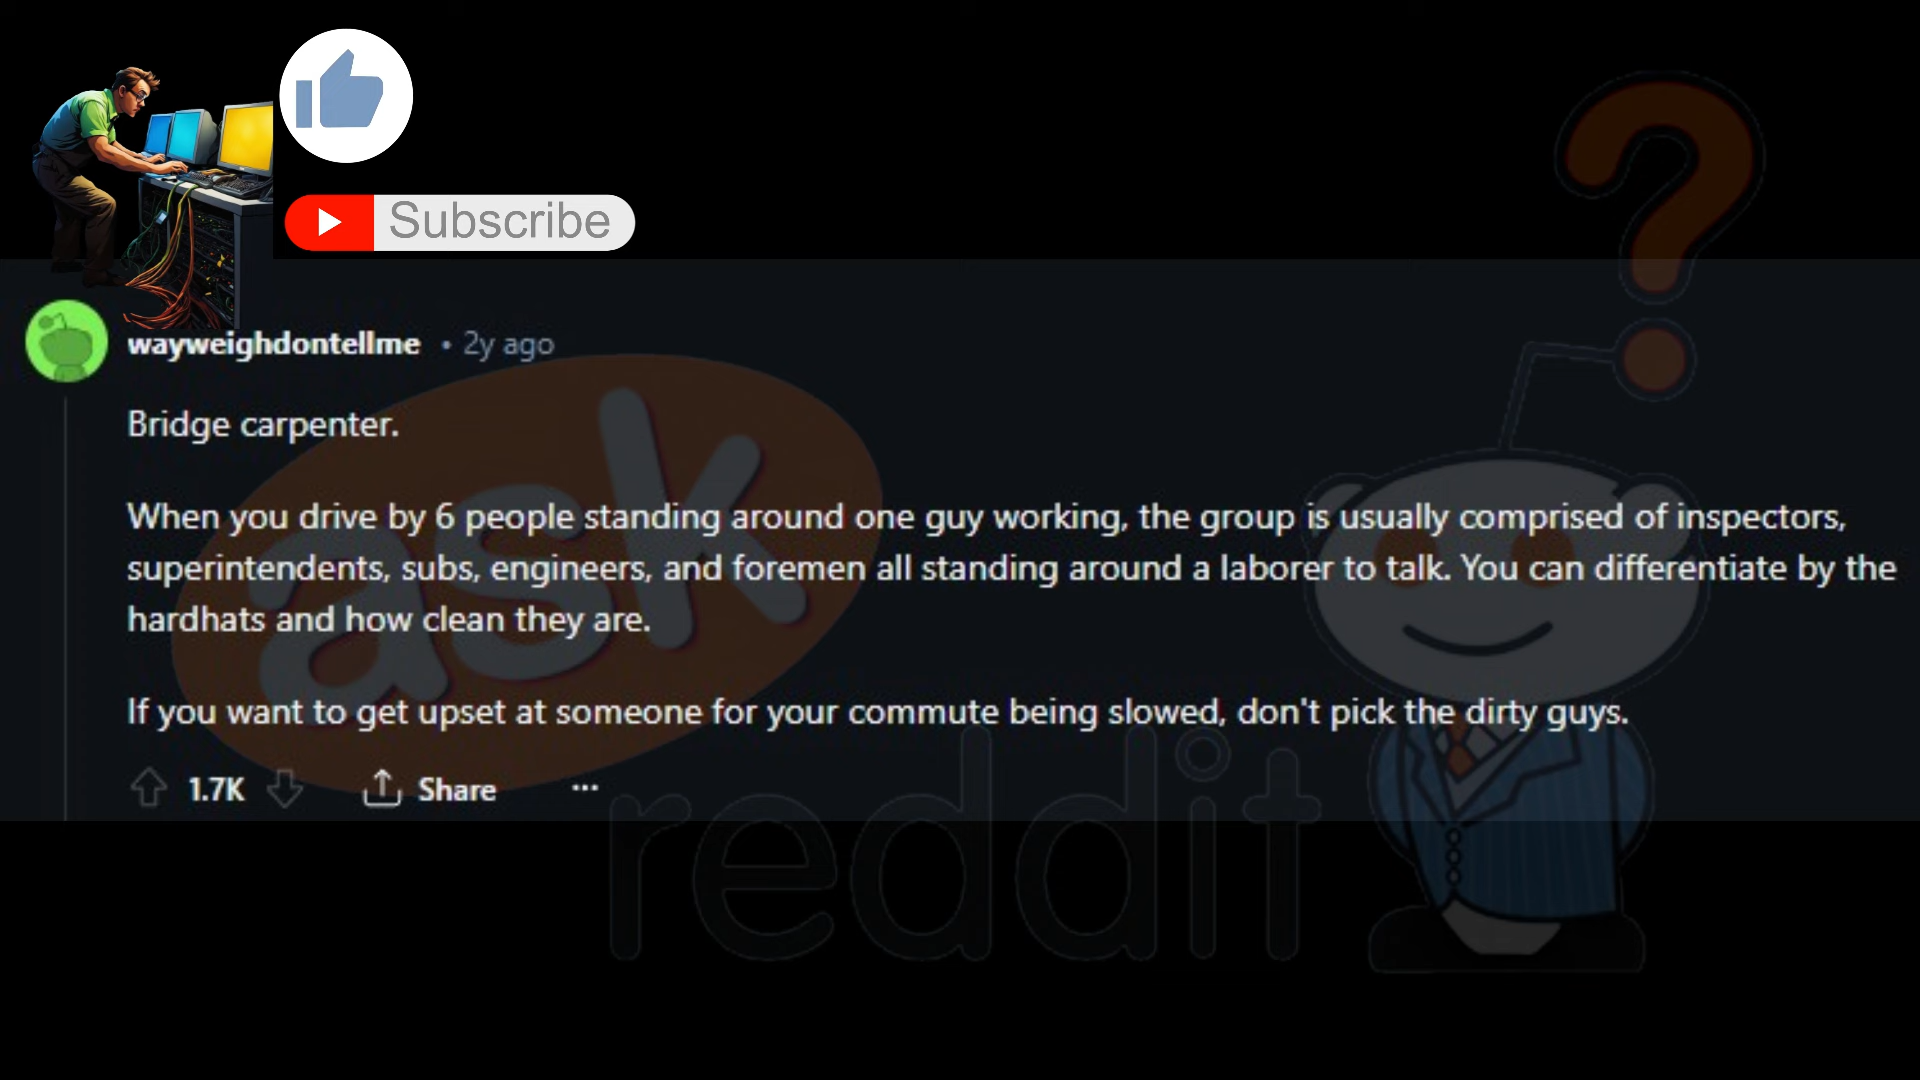 Subscribe
wayweighdontellme • 2y ago
Bridge carpenter.
When you drive by 6 people standing around one guy working, the group is usually comprised of inspectors,
superintendents, subs, engineers, and foremen all standing around a laborer to talk. You can differentiate by the
hardhats and how clean they are.
If you want to get upset at someone for your commute being slowed, don't pick the dirty guys.
1.7K Share ...
ask
reddit
?